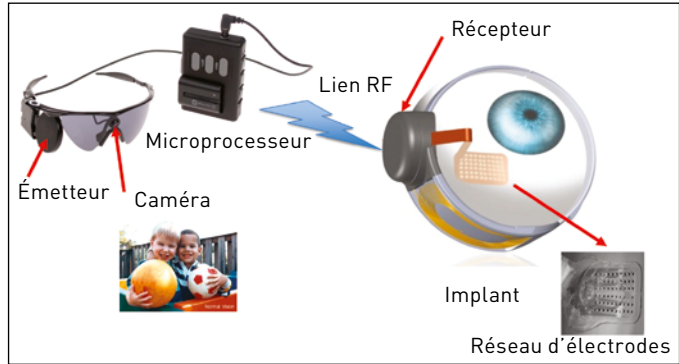 Récepteur
Lien RF
Microprocesseur
Émetteur
Caméra
Implant
Réseau d'électrodes